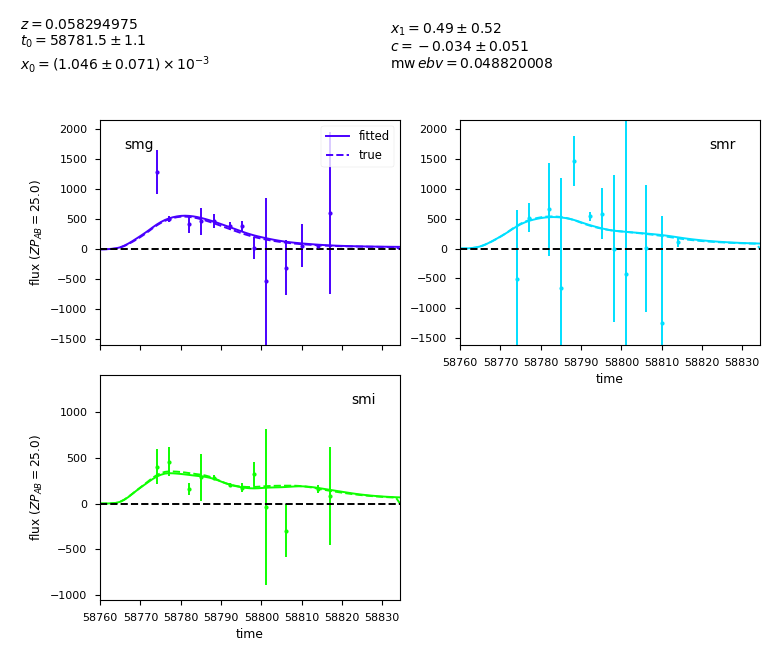 z = 0.058294975
t₀ = 58781.5 ± 1.1
x₀ = (1.046 ± 0.071) × 10⁻³
x₁ = 0.49 ± 0.52
c = −0.034 ± 0.051
mw ebv = 0.048820008
smg
fitted
true
2000
1500
1000
500
0
−500
−1000
−1500
flux (ZP_AB = 25.0)
smr
2000
1500
1000
500
0
−500
−1000
−1500
58760 58770 58780 58790 58800 58810 58820 58830
time
smi
1000
500
0
−500
−1000
flux (ZP_AB = 25.0)
58760 58770 58780 58790 58800 58810 58820 58830
time